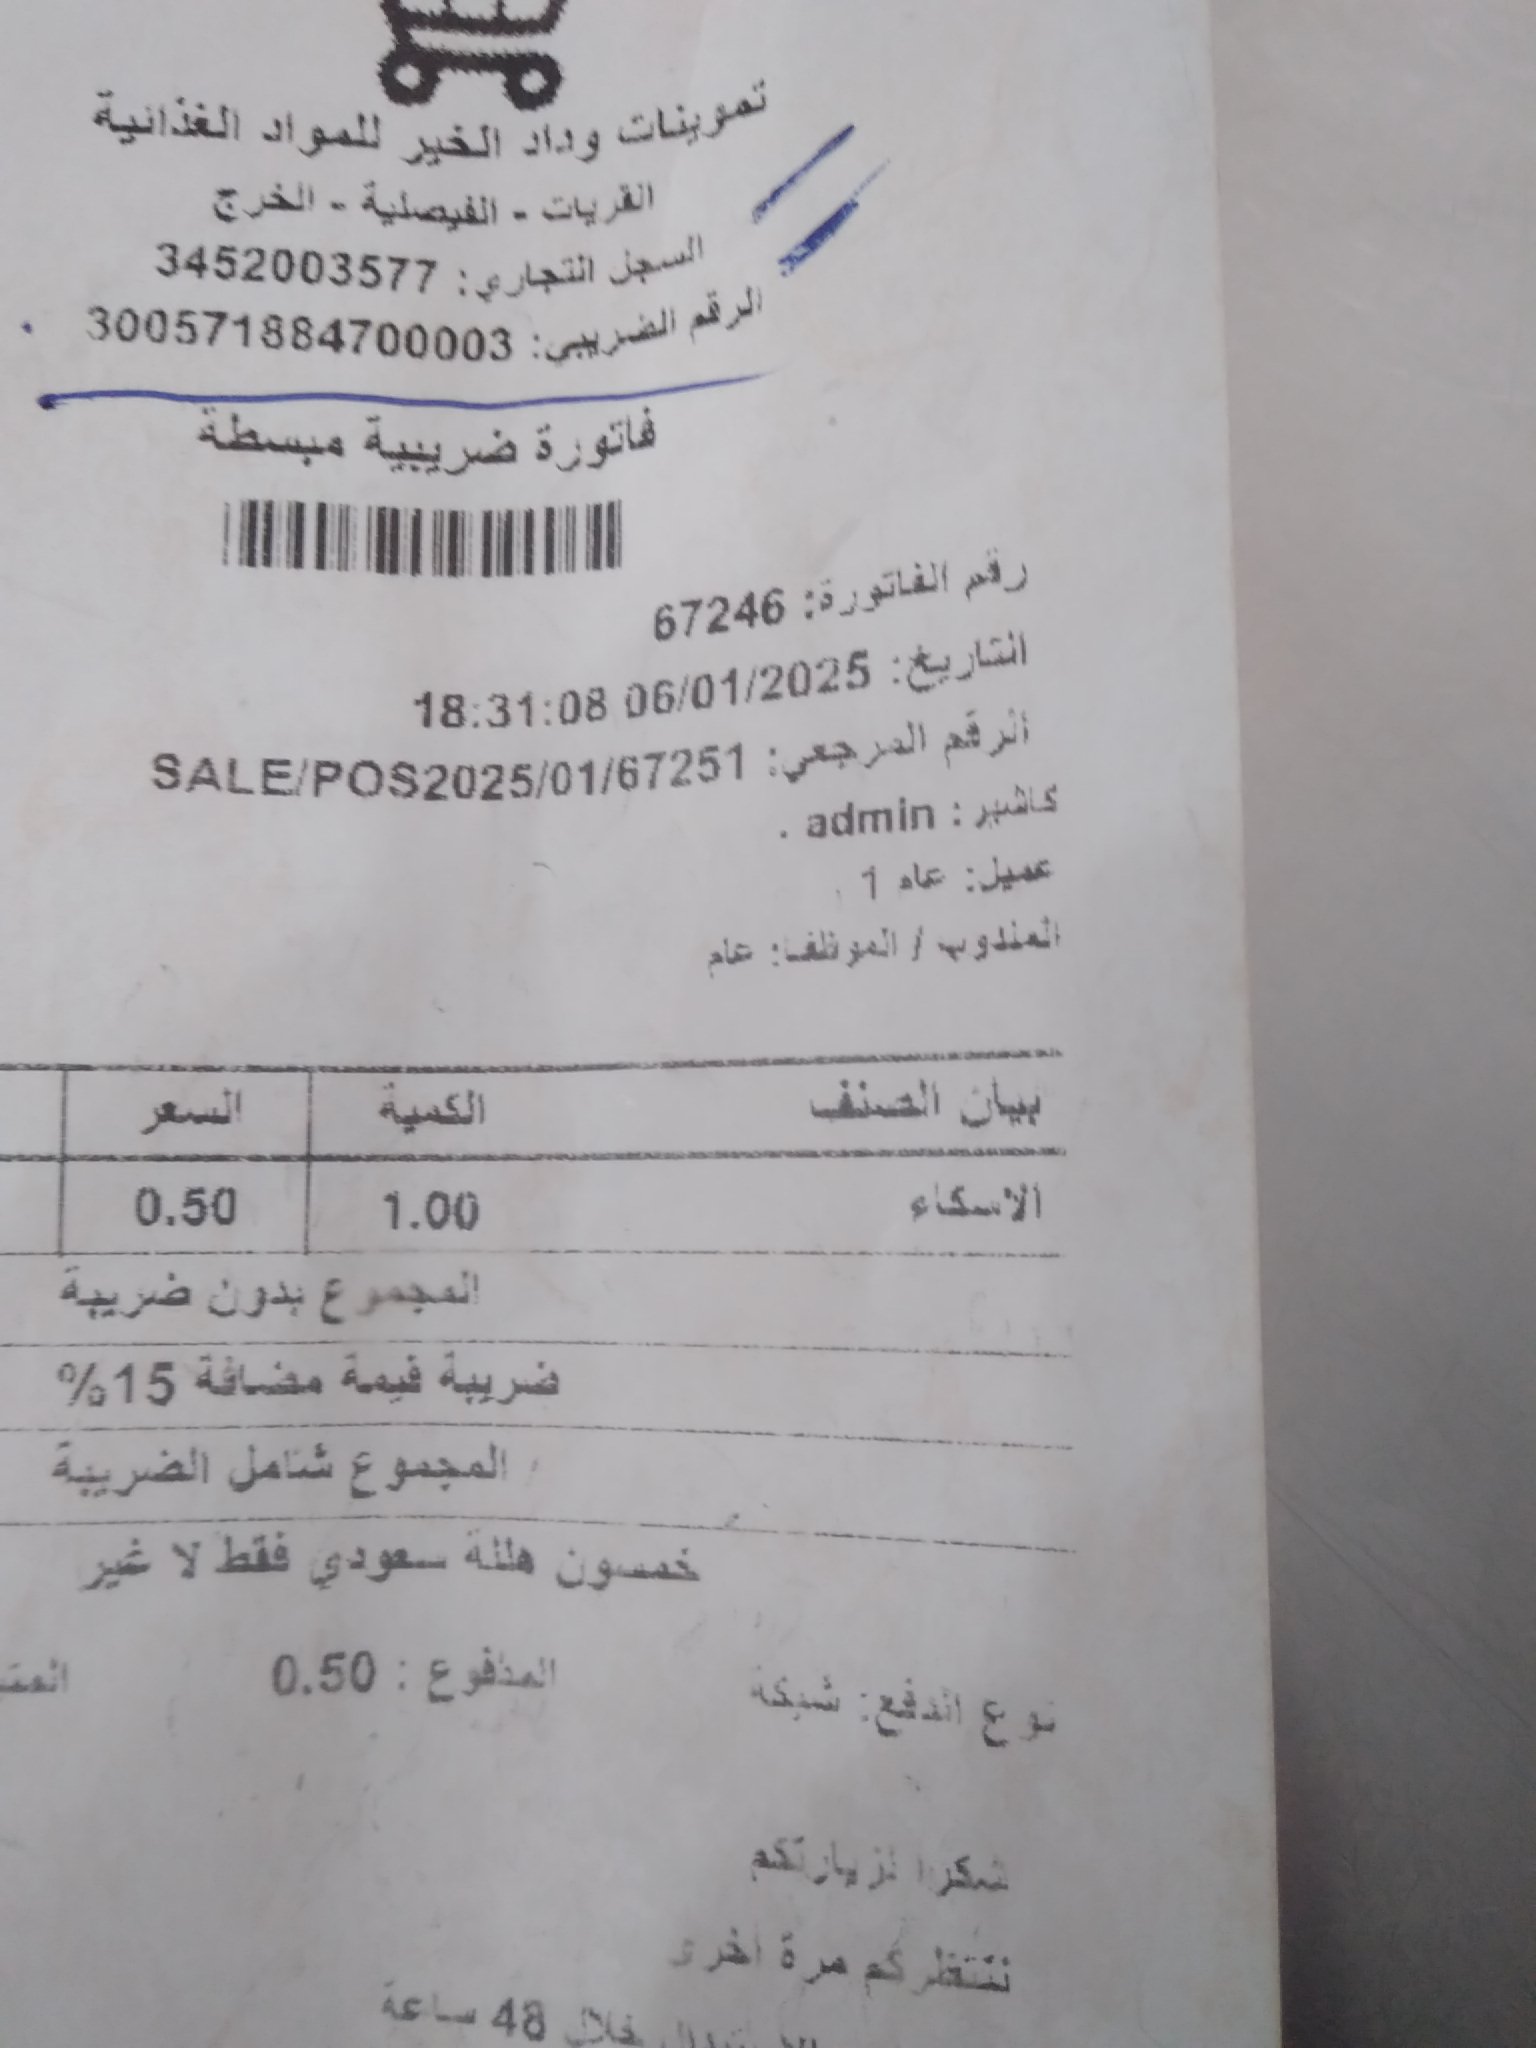 تموينات وداد الخير للمواد الغذائية
القريات - الفيصلية - الخرج
السجل التجاري: 3452003577
الرقم الضريبي: 300571884700003
فاتورة ضريبية مبسطة
رقم الفاتورة: 67246
التاريخ: 06/01/2025 18:31:08
الرقم المرجعي: SALE/POS2025/01/67251
كاشير : admin .
عميل: عام 1
المندوب / الموظف: عام
بيان الصنف الكمية السعر
الاسكاء 1.00 0.50
المجموع بدون ضريبة
ضريبة قيمة مضافة 15%
المجموع شامل الضريبة
خمسون هللة سعودي فقط لا غير
نوع الدفع: شبكة المدفوع : 0.50
شكرا لزيارتكم
ننتظركم مرة اخرى
خلال 48 ساعة